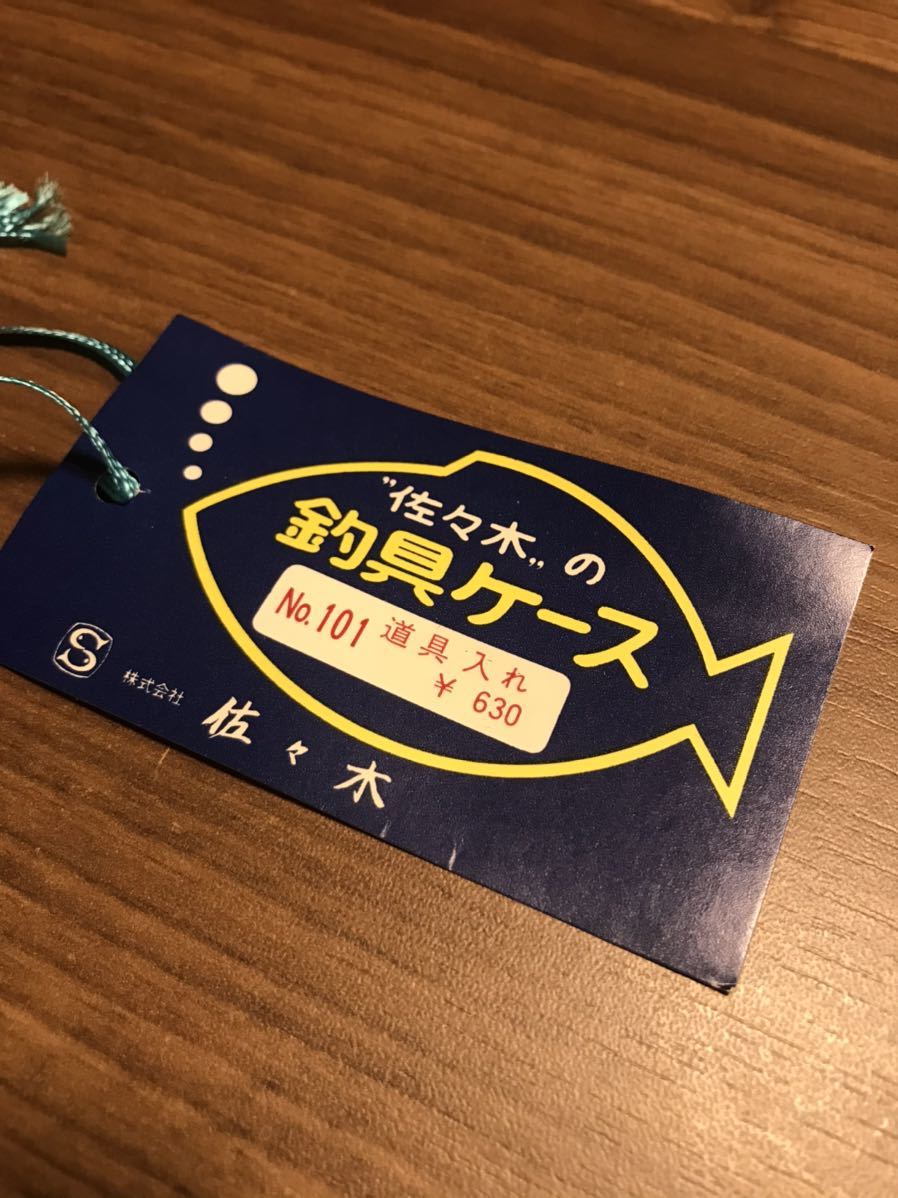 "佐々木"の
釣具ケース
No.101 道具入れ
¥ 630
S 株式会社 佐々木